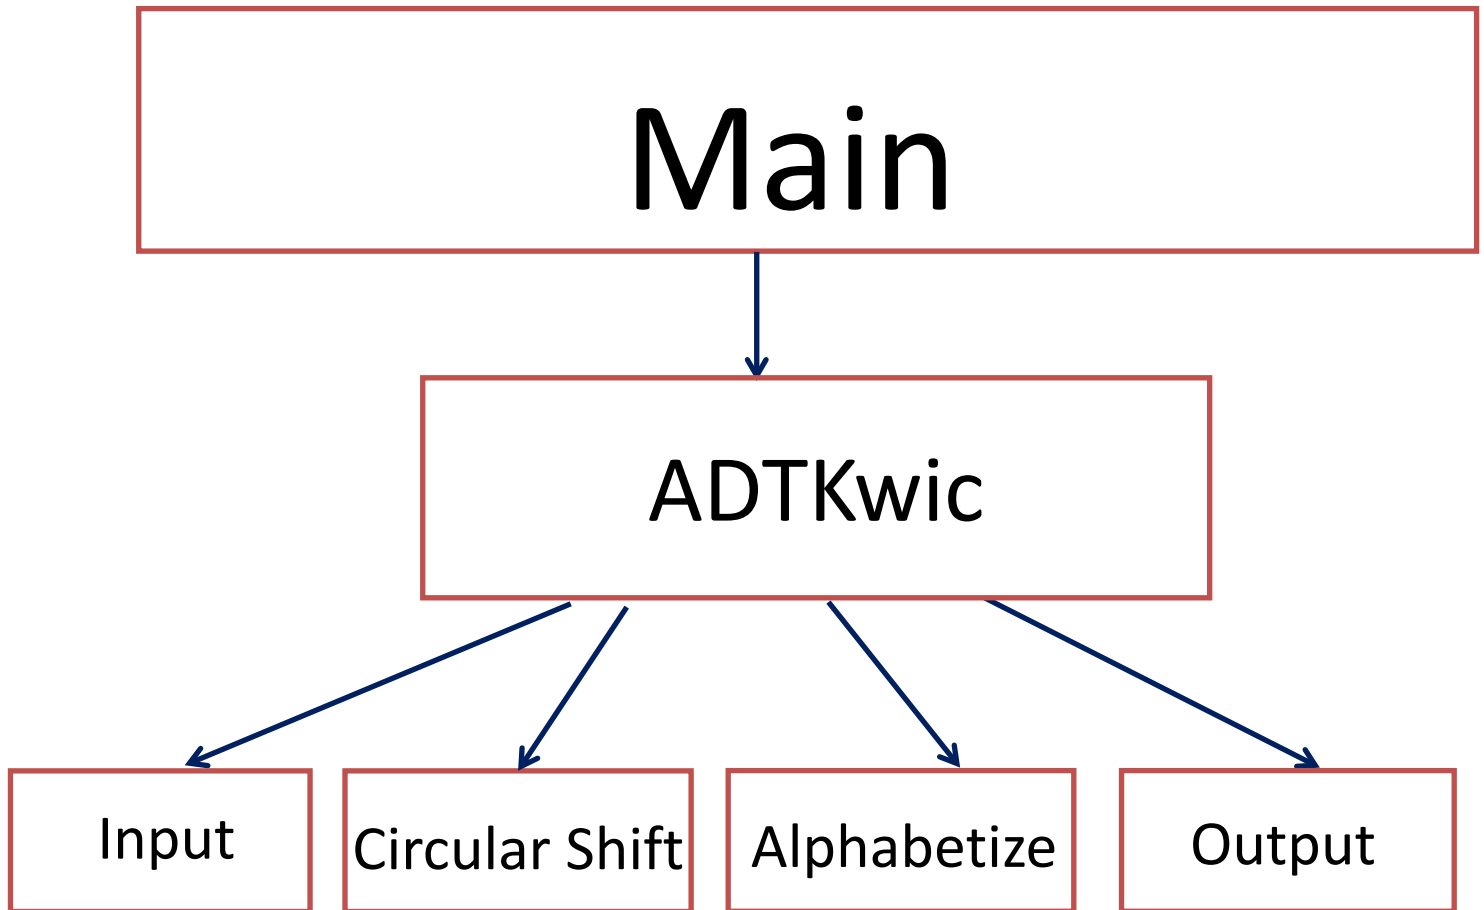 Main
ADTKwic
Input
Circular Shift
Alphabetize
Output